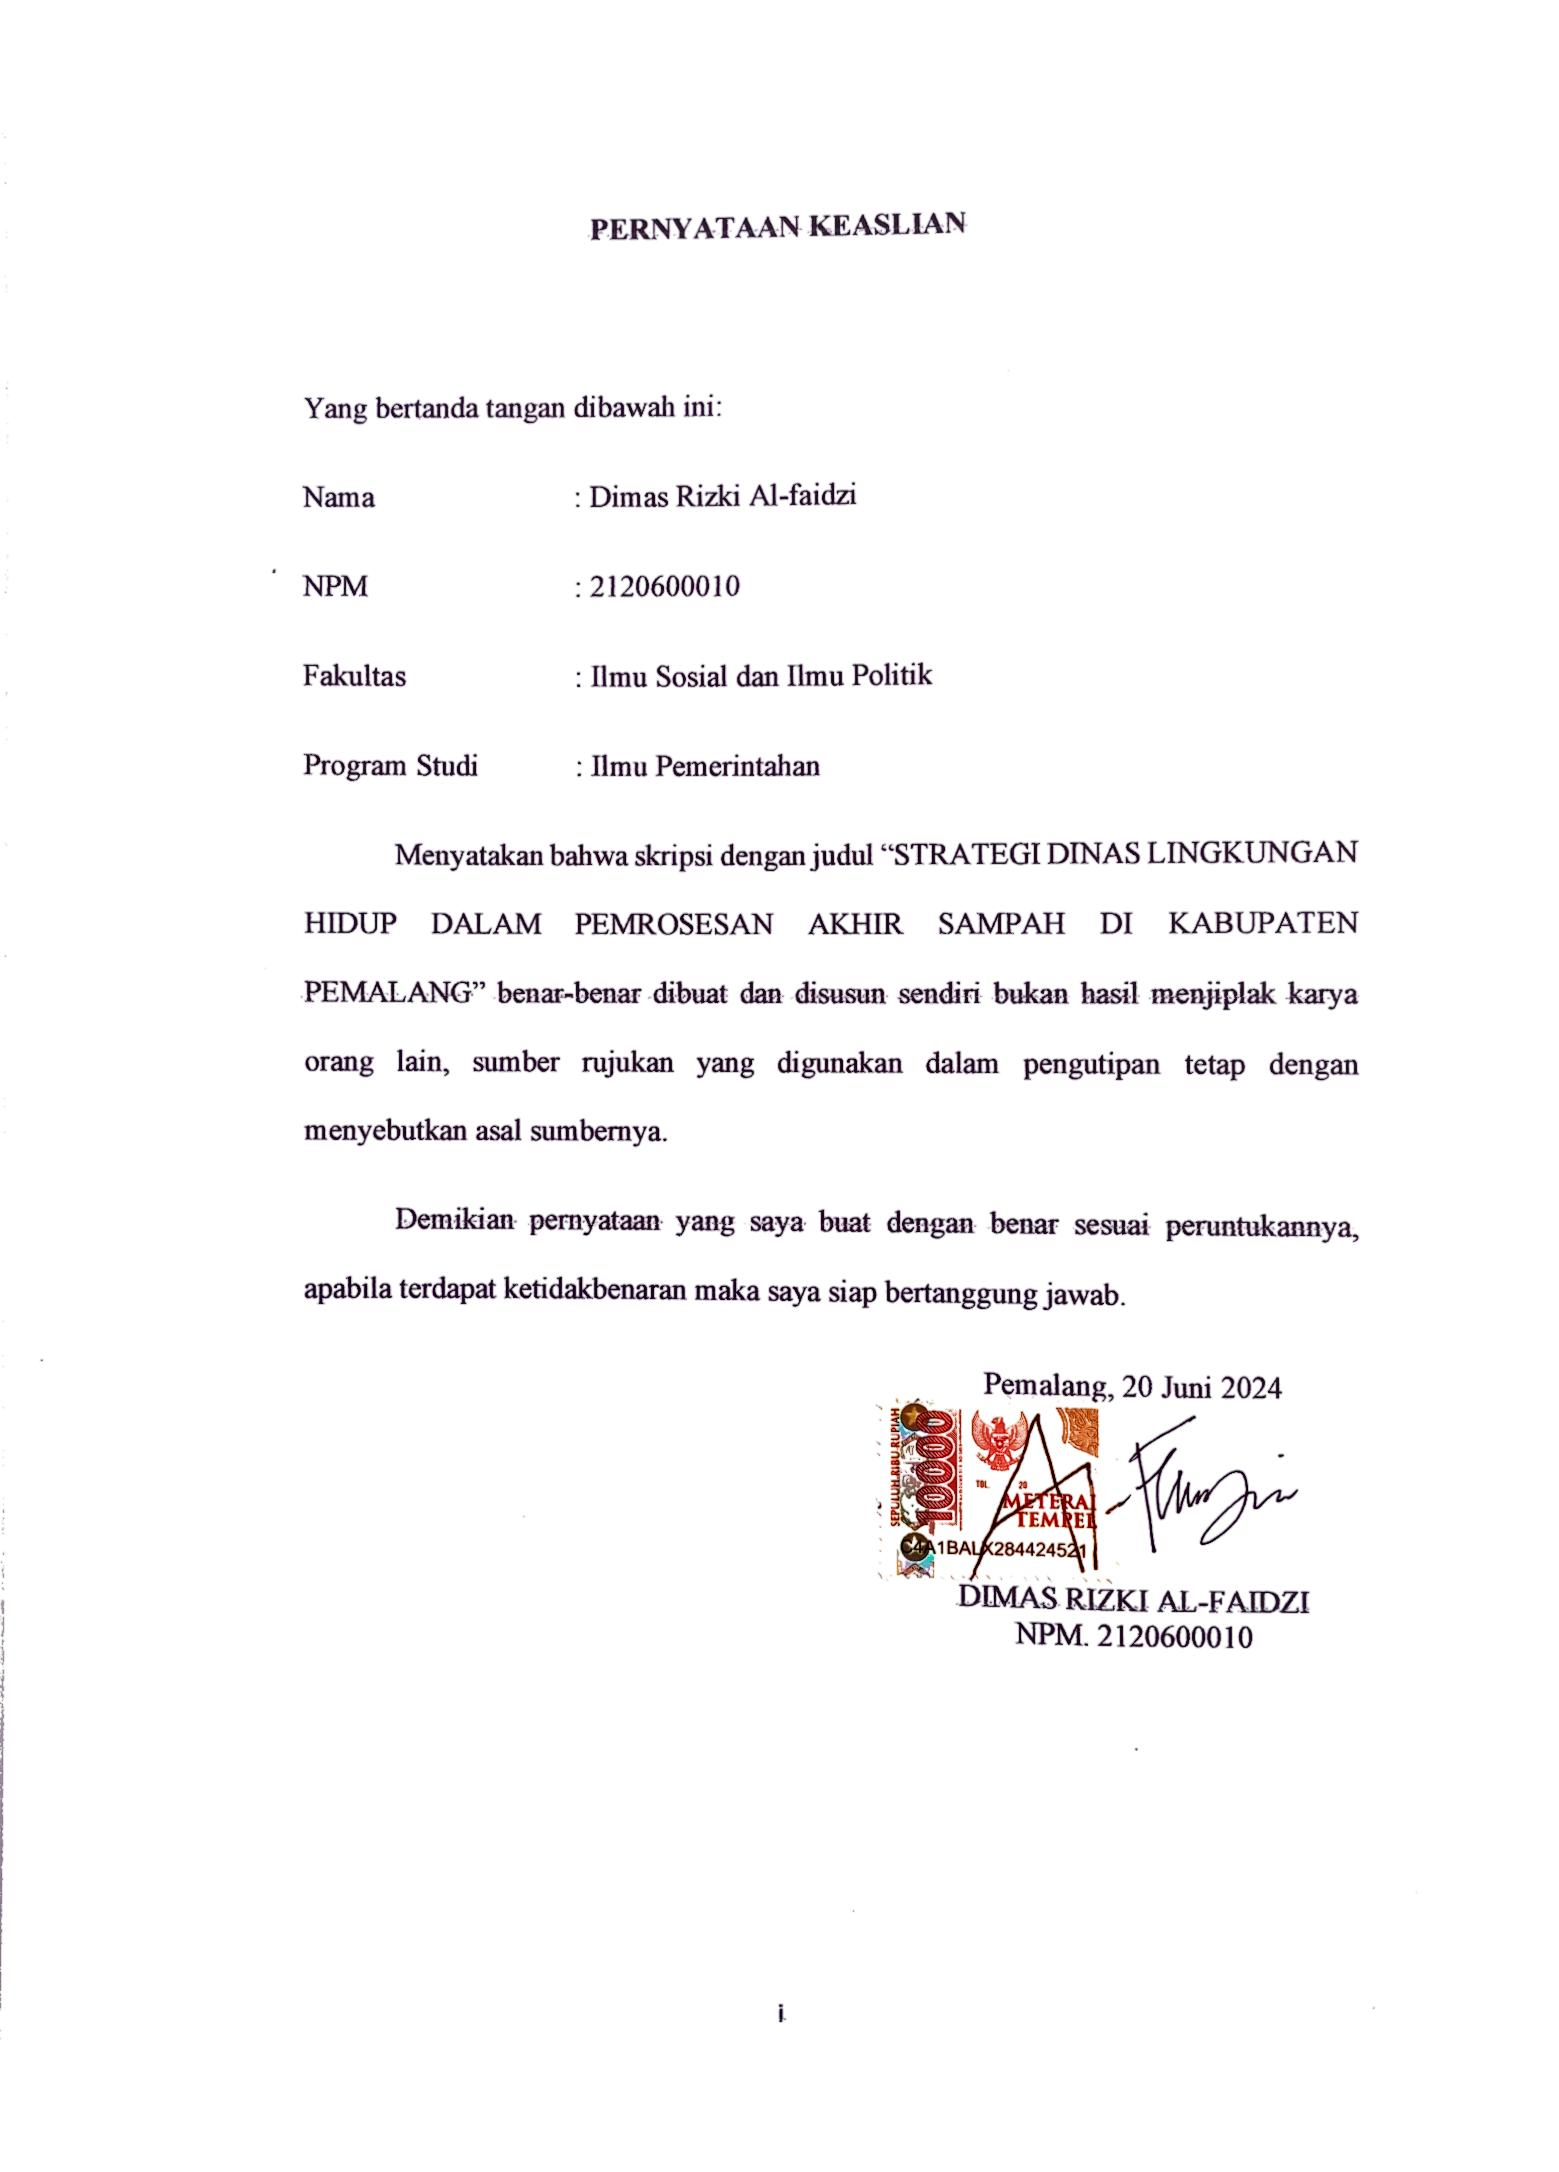 PERNYATAAN KEASLIAN
Yang bertanda tangan dibawah ini:
Nama : Dimas Rizki Al-faidzi
NPM : 2120600010
Fakultas : Ilmu Sosial dan Ilmu Politik
Program Studi : Ilmu Pemerintahan
Menyatakan bahwa skripsi dengan judul “STRATEGI DINAS LINGKUNGAN
HIDUP DALAM PEMROSESAN AKHIR SAMPAH DI KABUPATEN
PEMALANG” benar-benar dibuat dan disusun sendiri bukan hasil menjiplak karya
orang lain, sumber rujukan yang digunakan dalam pengutipan tetap dengan
menyebutkan asal sumbernya.
Demikian pernyataan yang saya buat dengan benar sesuai peruntukannya,
apabila terdapat ketidakbenaran maka saya siap bertanggung jawab.
Pemalang, 20 Juni 2024
SEPULUH RIBU RUPIAH
10000
TGL. 20
METERAI
TEMPEL
C4A1BALX284424521
DIMAS RIZKI AL-FAIDZI
NPM. 2120600010
i